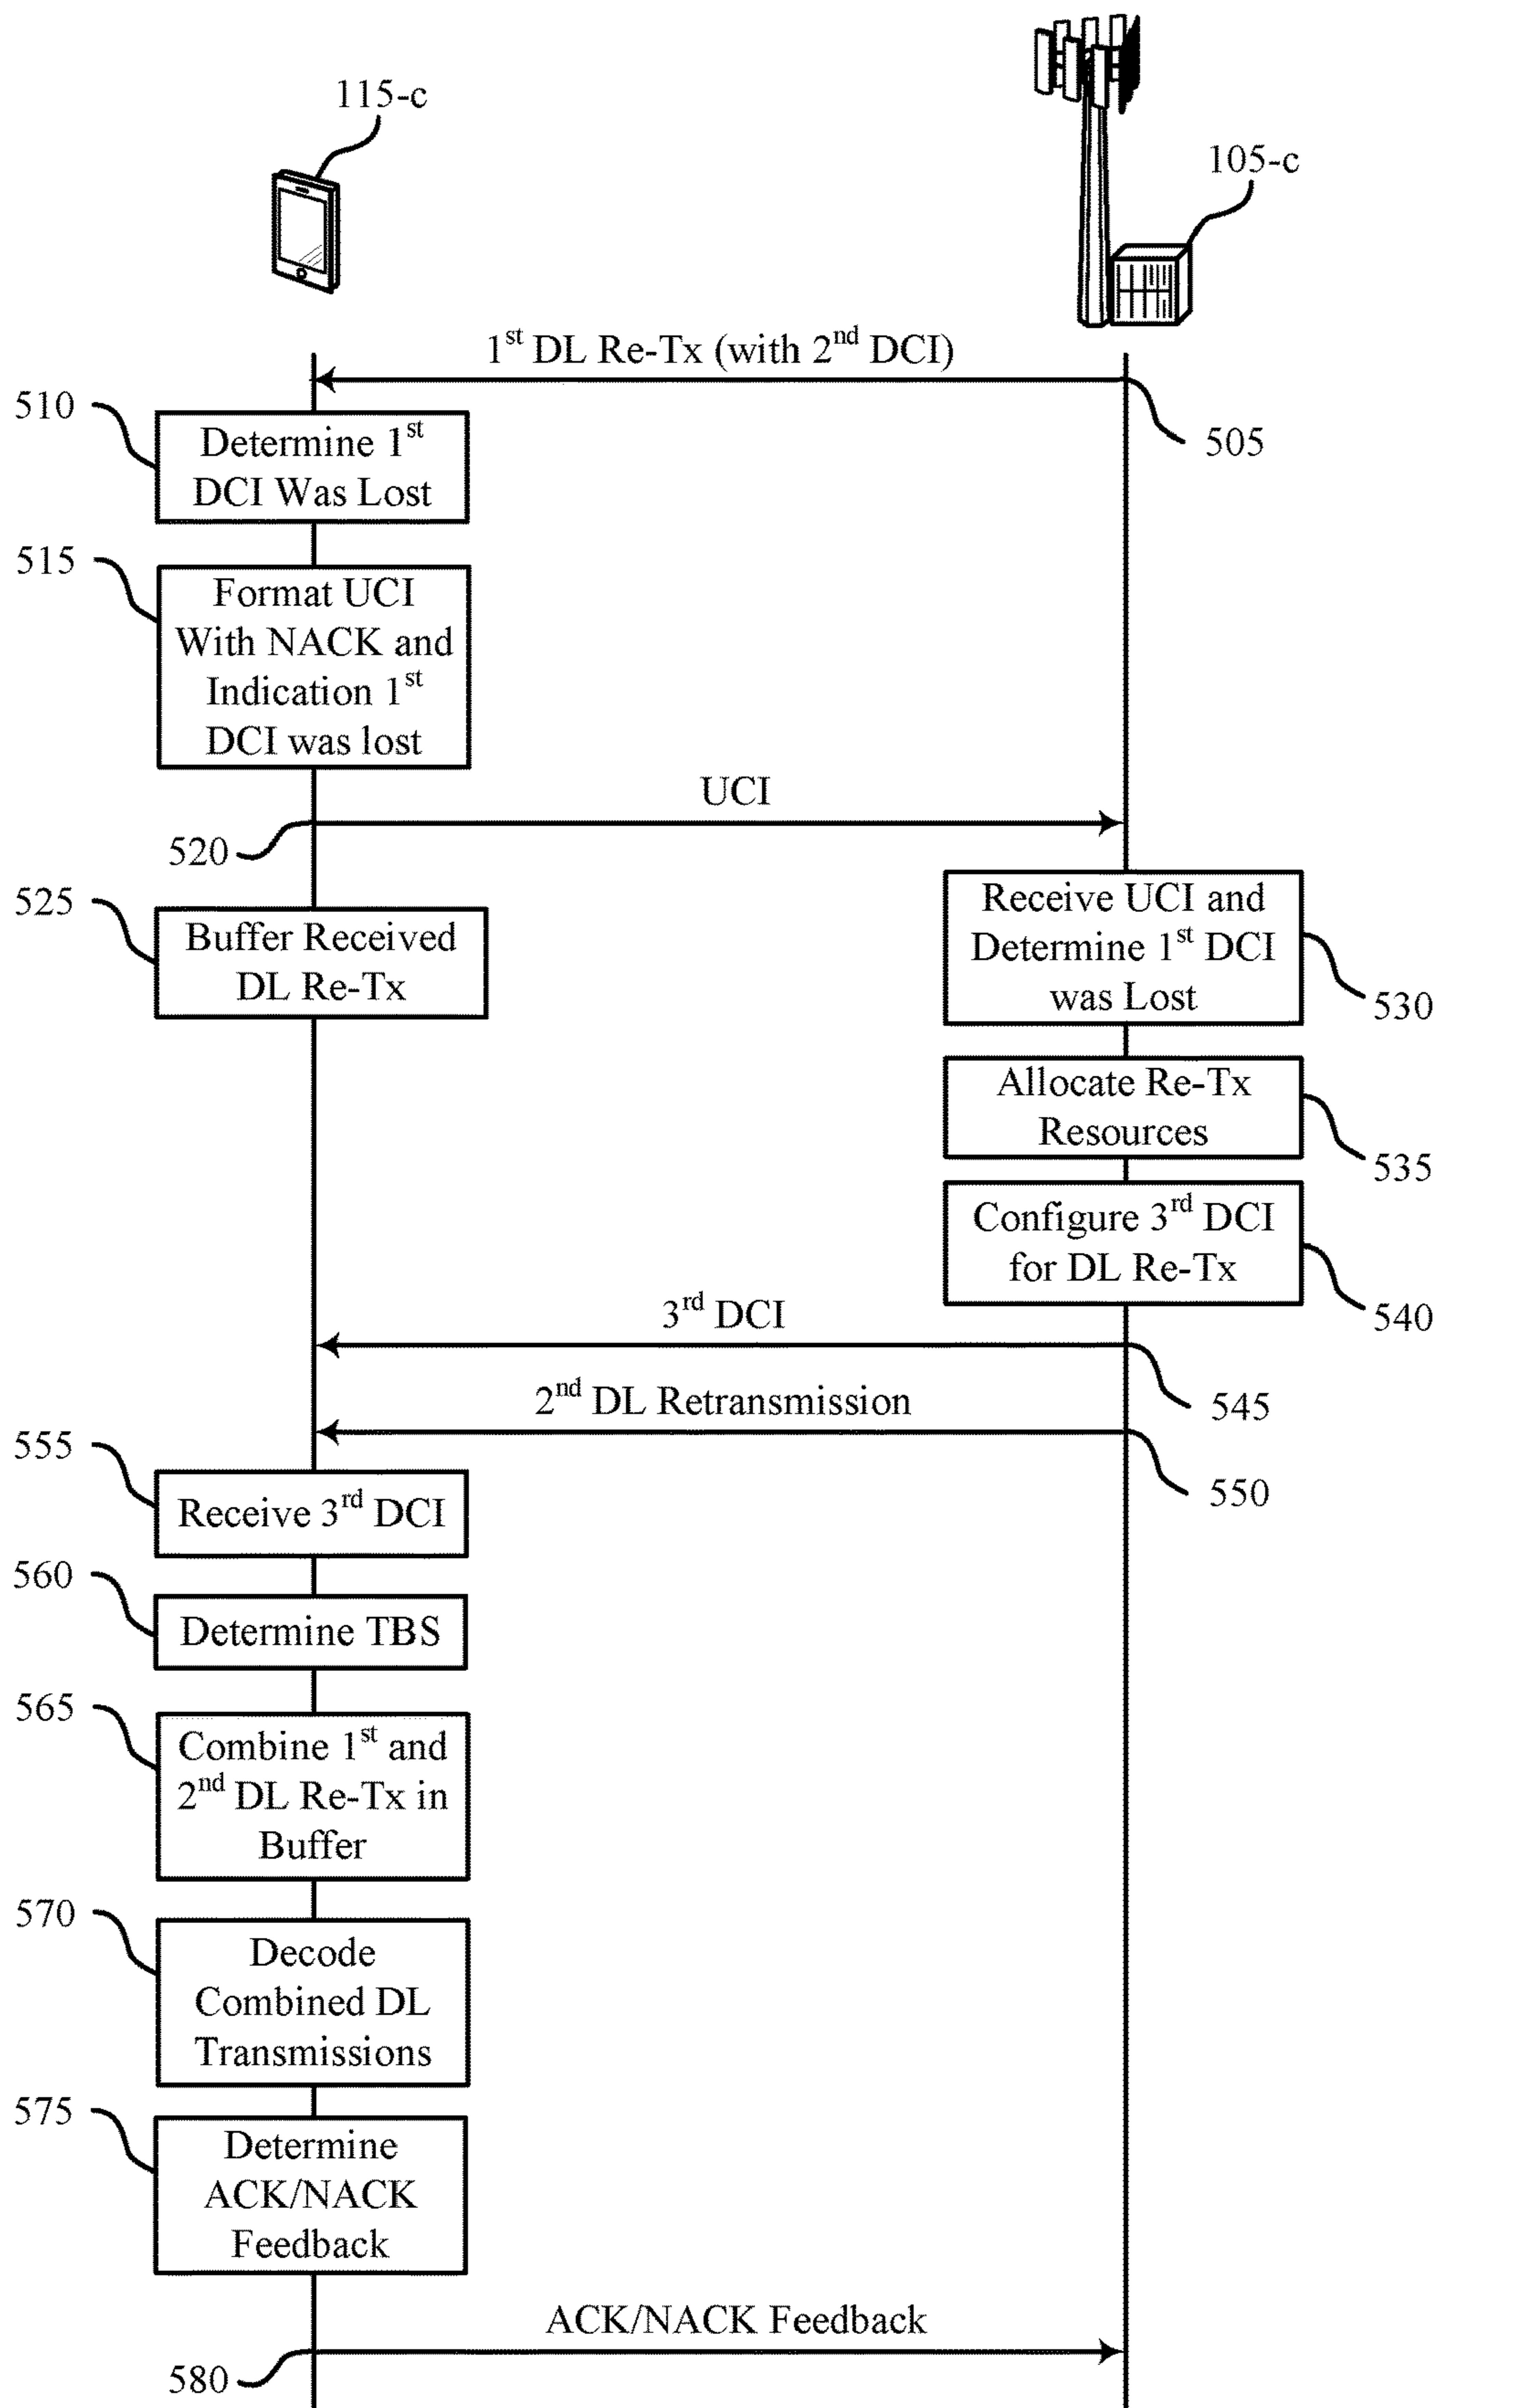 115-c
105-c
1st DL Re-Tx (with 2nd DCI)
505
510
Determine 1st
DCI Was Lost
515
Format UCI
With NACK and
Indication 1st
DCI was lost
UCI
520
525
Buffer Received
DL Re-Tx
Receive UCI and
Determine 1st DCI
was Lost
530
Allocate Re-Tx
Resources
535
Configure 3rd DCI
for DL Re-Tx
540
3rd DCI
545
2nd DL Retransmission
550
555
Receive 3rd DCI
560
Determine TBS
565
Combine 1st and
2nd DL Re-Tx in
Buffer
570
Decode
Combined DL
Transmissions
575
Determine
ACK/NACK
Feedback
ACK/NACK Feedback
580